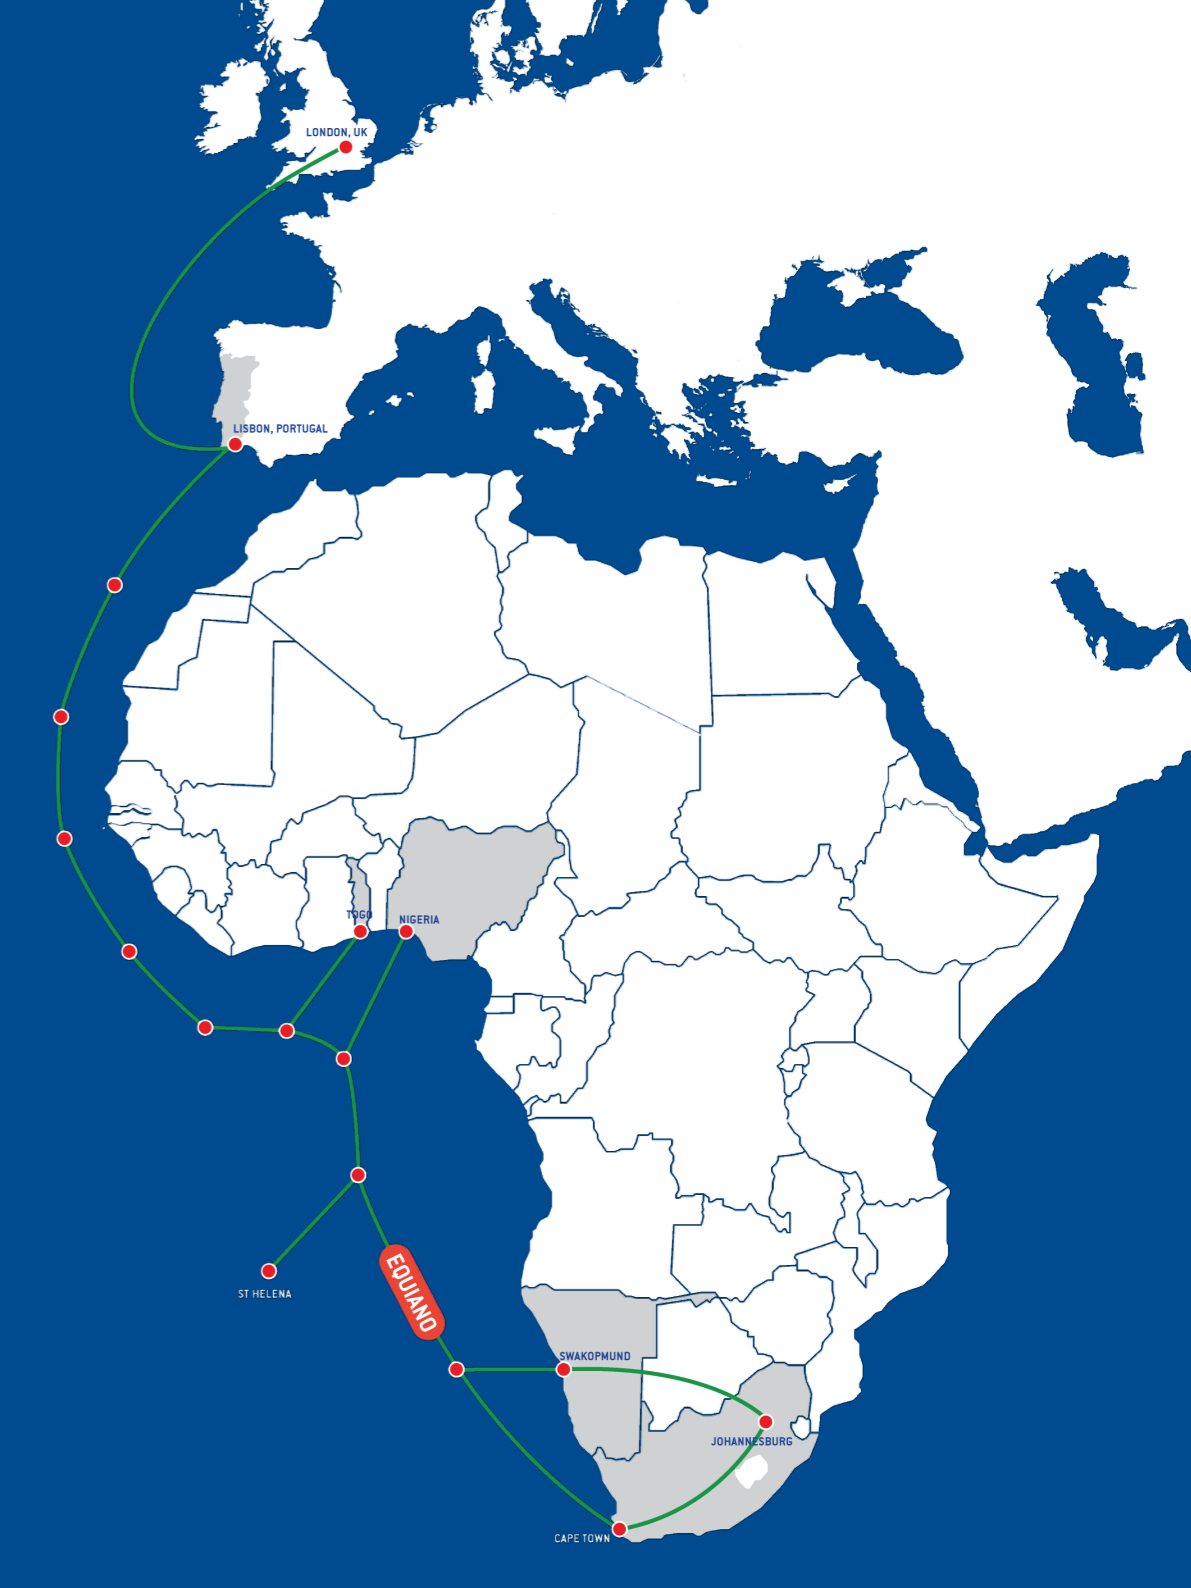 LONDON, UK
LISBON, PORTUGAL
TOGO
NIGERIA
EQUIANO
ST HELENA
SWAKOPMUND
JOHANNESBURG
CAPE TOWN